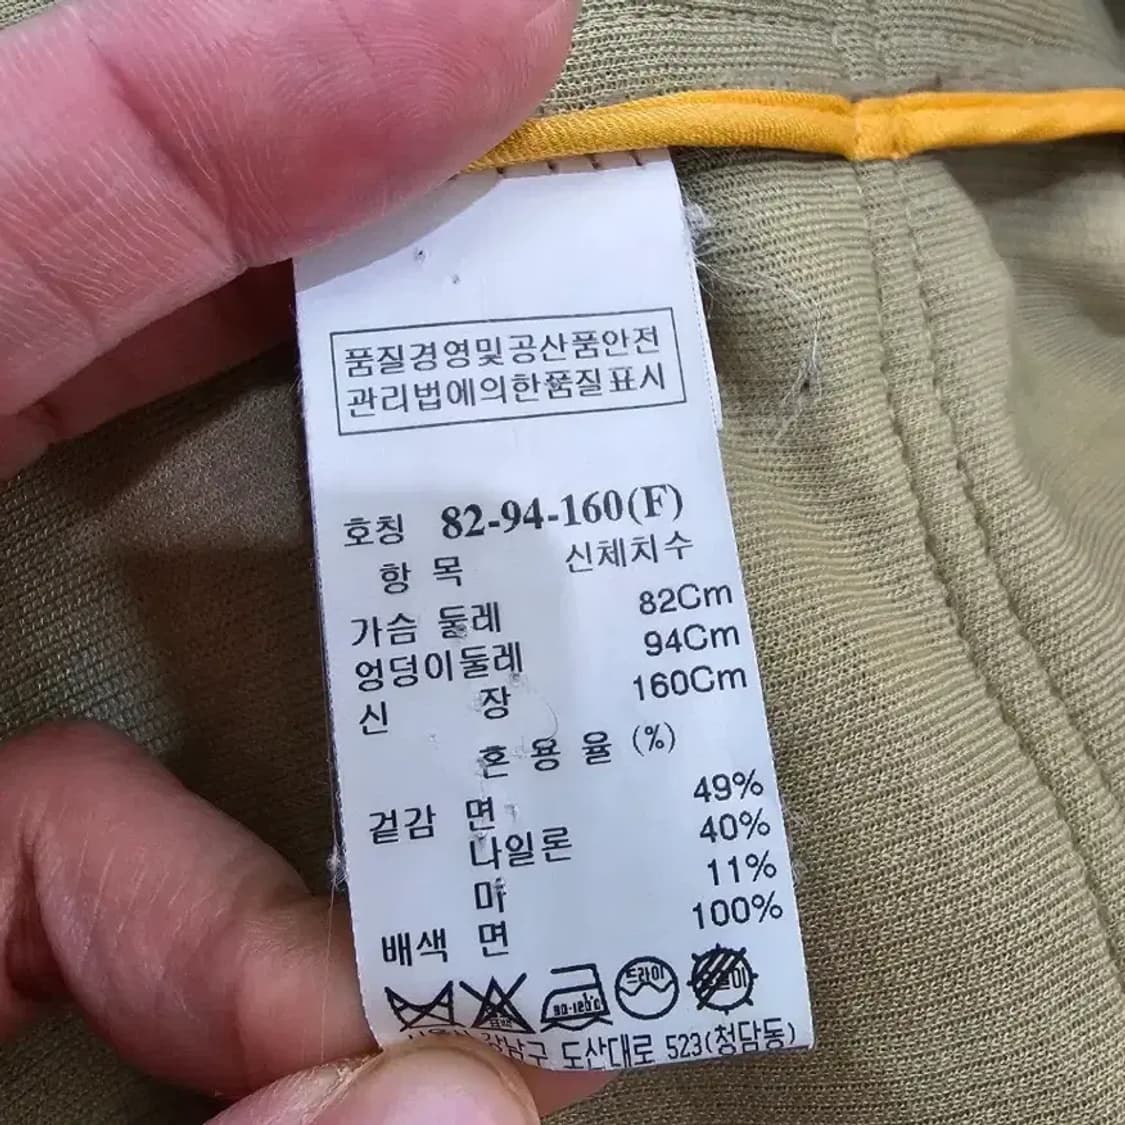 품질경영및공산품안전
관리법에의한품질표시
호칭 82-94-160(F)
항 목 신체치수
가슴 둘레 82Cm
엉덩이둘레 94Cm
신 장 160Cm
혼 용 율 (%)
겉감 면 49%
나일론 40%
마 11%
배색 면 100%
80-120℃ 드라이
강남구 도산대로 523(청담동)